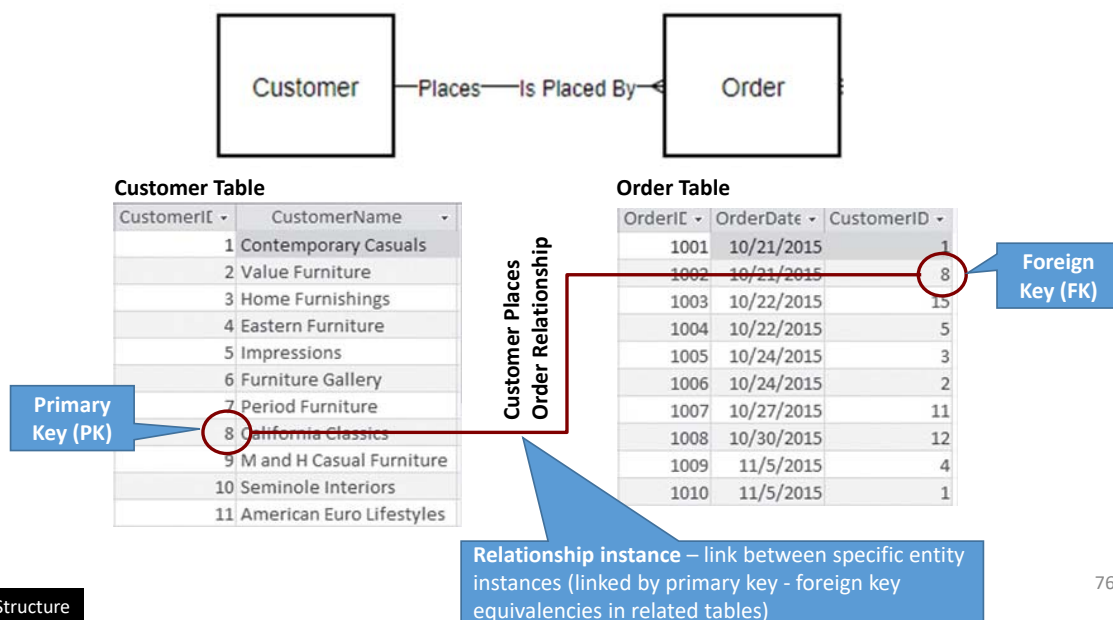 Customer
Places
Is Placed By
Order
Customer Table
CustomerID CustomerName
1 Contemporary Casuals
2 Value Furniture
3 Home Furnishings
4 Eastern Furniture
5 Impressions
6 Furniture Gallery
7 Period Furniture
8 California Classics
9 M and H Casual Furniture
10 Seminole Interiors
11 American Euro Lifestyles
Primary
Key (PK)
Customer Places
Order Relationship
Order Table
OrderID OrderDate CustomerID
1001 10/21/2015 1
1002 10/21/2015 8
1003 10/22/2015 15
1004 10/22/2015 5
1005 10/24/2015 3
1006 10/24/2015 2
1007 10/27/2015 11
1008 10/30/2015 12
1009 11/5/2015 4
1010 11/5/2015 1
Foreign
Key (FK)
Relationship instance – link between specific entity
instances (linked by primary key - foreign key
equivalencies in related tables)
76
Structure